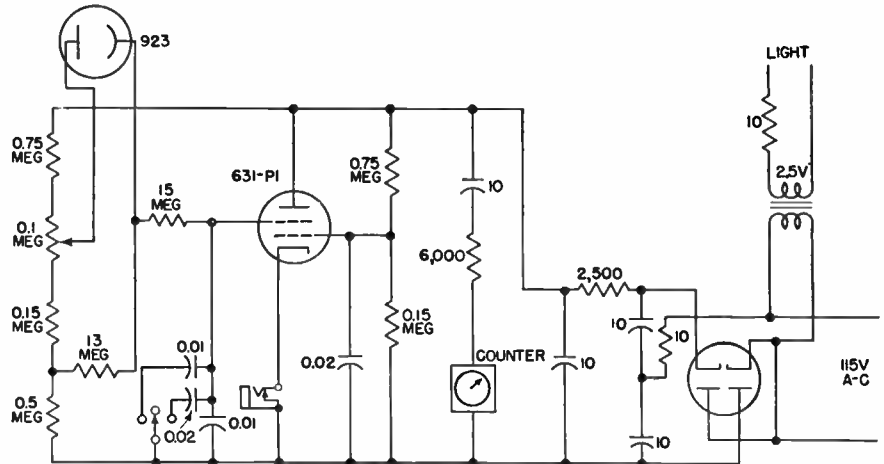 923
LIGHT
10
2.5V
0.75
MEG
631-P1
0.75
MEG
15
MEG
10
0.1
MEG
6,000
2,500
0.15
MEG
0.15
MEG
10
10
13
MEG
0.01
0.02
COUNTER
10
115V
A-C
0.5
MEG
V
0.02
0.01
10